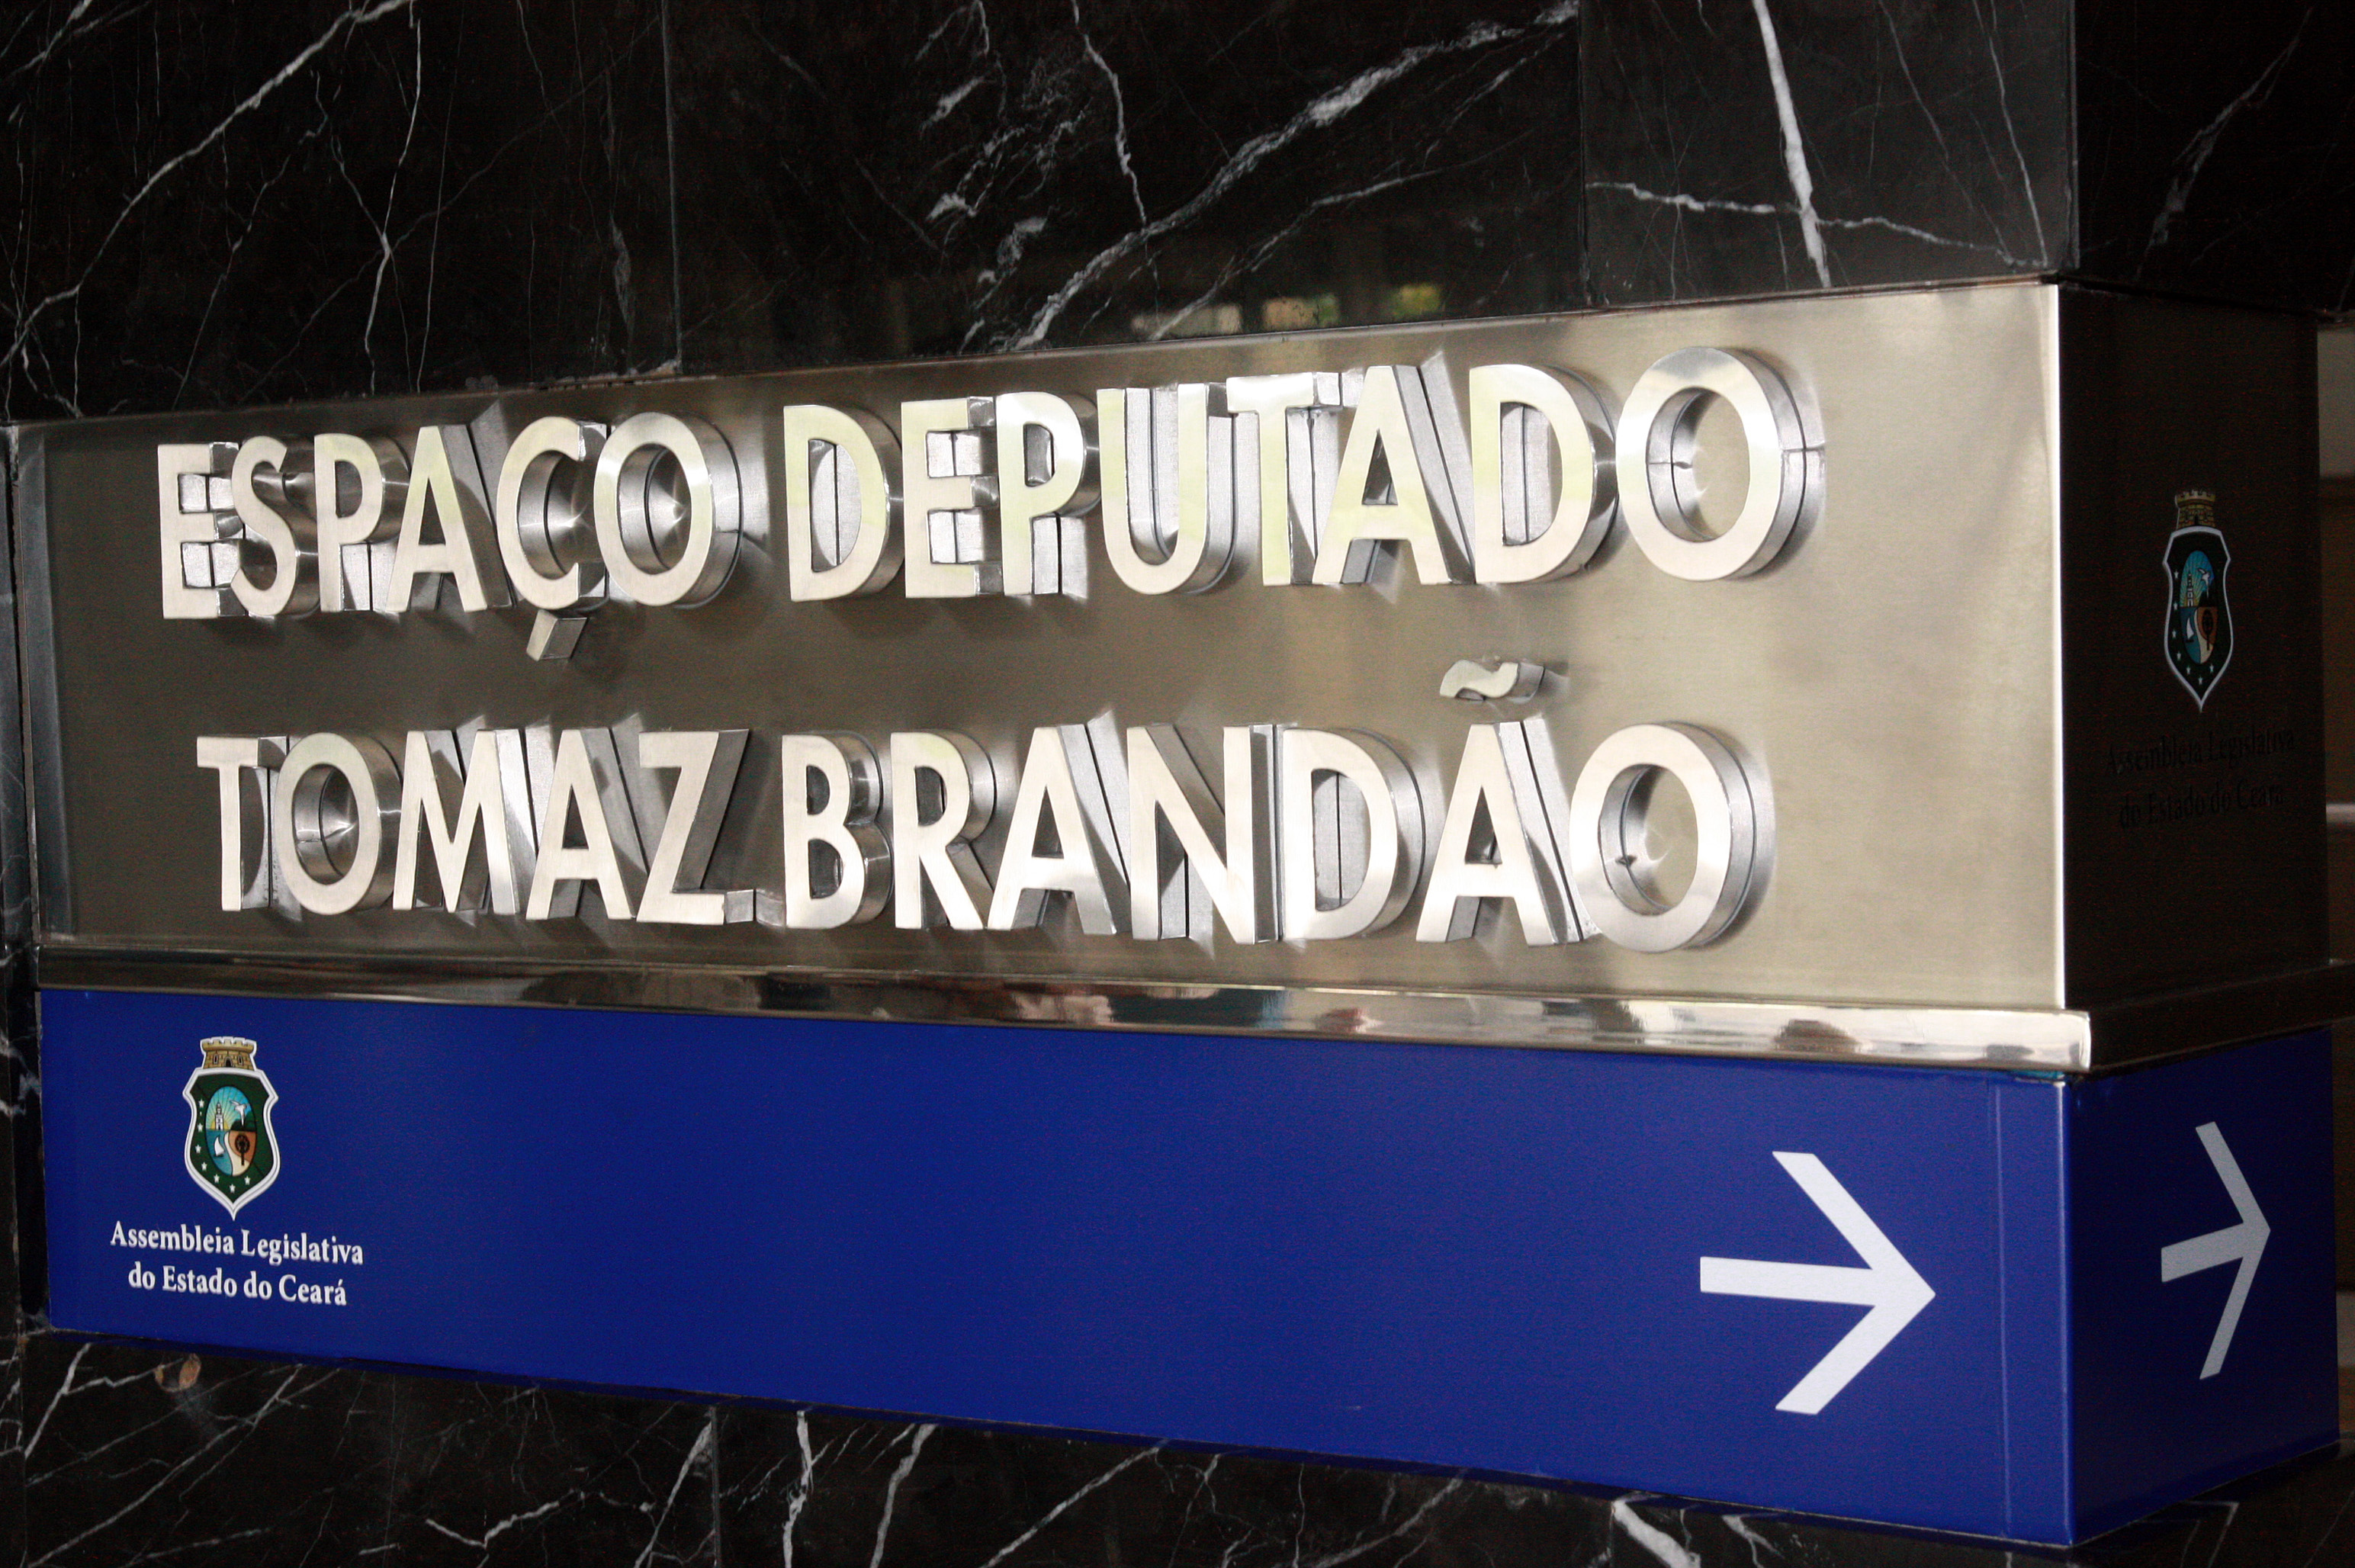 ESPAÇO DEPUTADO
TOMAZ BRANDÃO
Assembleia Legislativa
do Estado do Ceará
Assembleia Legislativa
do Estado do Ceará